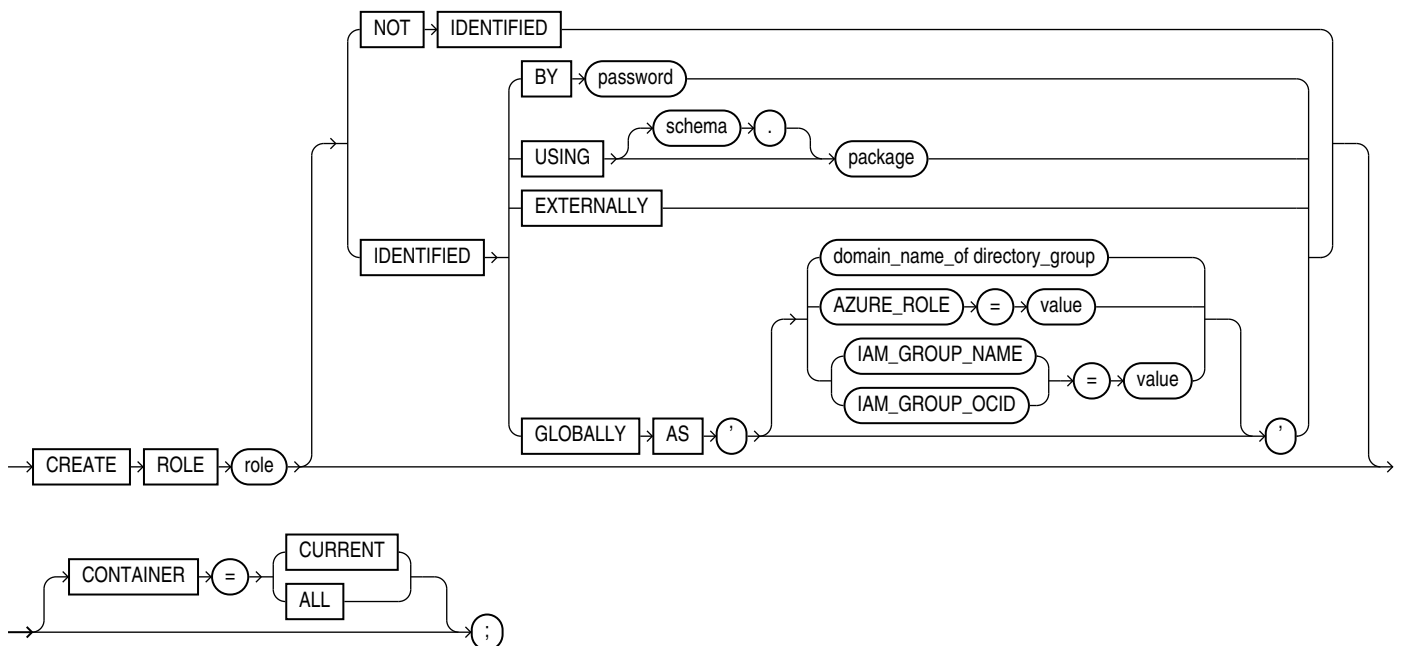 NOT IDENTIFIED
BY password
schema .
USING package
EXTERNALLY
IDENTIFIED domain_name_of directory_group
AZURE_ROLE = value
IAM_GROUP_NAME
= value
IAM_GROUP_OCID
GLOBALLY AS ’ ’
CREATE ROLE role
CURRENT
CONTAINER =
ALL
;